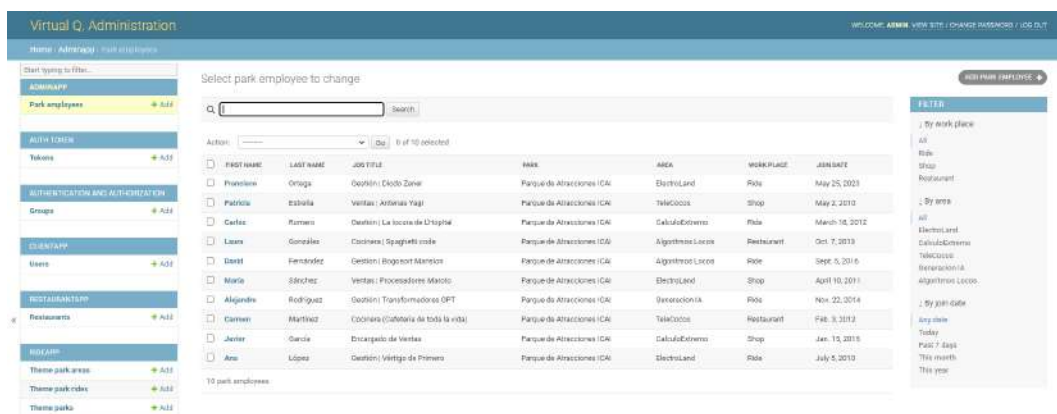 Virtual Q. Administration
WELCOME, ADMIN. VIEW SITE / CHANGE PASSWORD / LOG OUT
Home › Adminapp › Park employees
Start typing to filter...
ADMINAPP
Park employees + Add
AUTH TOKEN
Tokens + Add
AUTHENTICATION AND AUTHORIZATION
Groups + Add
CLIENTAPP
Users + Add
RESTAURANTSAPP
Restaurants + Add
Theme park areas + Add
Theme park rides + Add
Theme parks + Add
«
Select park employee to change
ADD PARK EMPLOYEE +
Search
Action: --------- Go 0 of 10 selected
FIRST NAME LAST NAME JOB TITLE PARK AREA WORK PLACE JOIN DATE
Francisco Ortega Gestión | Diodo Zener Parque de Atracciones ICAI ElectroLand Ride May 25, 2023
Patricia Estrella Ventas | Antenas Yagi Parque de Atracciones ICAI TeleCocos Shop May 2, 2010
Carlos Romero Gestión | La locura de L'Hopital Parque de Atracciones ICAI CalculoExtremo Ride March 18, 2012
Laura González Cocinera | Spaghetti code Parque de Atracciones ICAI Algoritmos Locos Restaurant Oct. 7, 2013
David Fernández Gestion | Bogosort Mansion Parque de Atracciones ICAI Algoritmos Locos Ride Sept. 5, 2016
María Sánchez Ventas | Procesadores Manolo Parque de Atracciones ICAI ElectroLand Shop April 10, 2011
Alejandro Rodríguez Gestión | Transformadores GPT Parque de Atracciones ICAI Generacion IA Ride Nov. 22, 2014
Carmen Martínez Cocinera (Cafetería de toda la vida) Parque de Atracciones ICAI TeleCocos Restaurant Feb. 3, 2013
Javier García Encargado de Ventas Parque de Atracciones ICAI CalculoExtremo Shop Jan. 15, 2015
Ana López Gestión | Vértigo de Primero Parque de Atracciones ICAI ElectroLand Ride July 5, 2010
10 park employees
FILTER
↓ By work place
All
Ride
Shop
Restaurant
↓ By area
All
ElectroLand
CalculoExtremo
TeleCocos
Generacion IA
Algoritmos Locos
↓ By join date
Any date
Today
Past 7 days
This month
This year